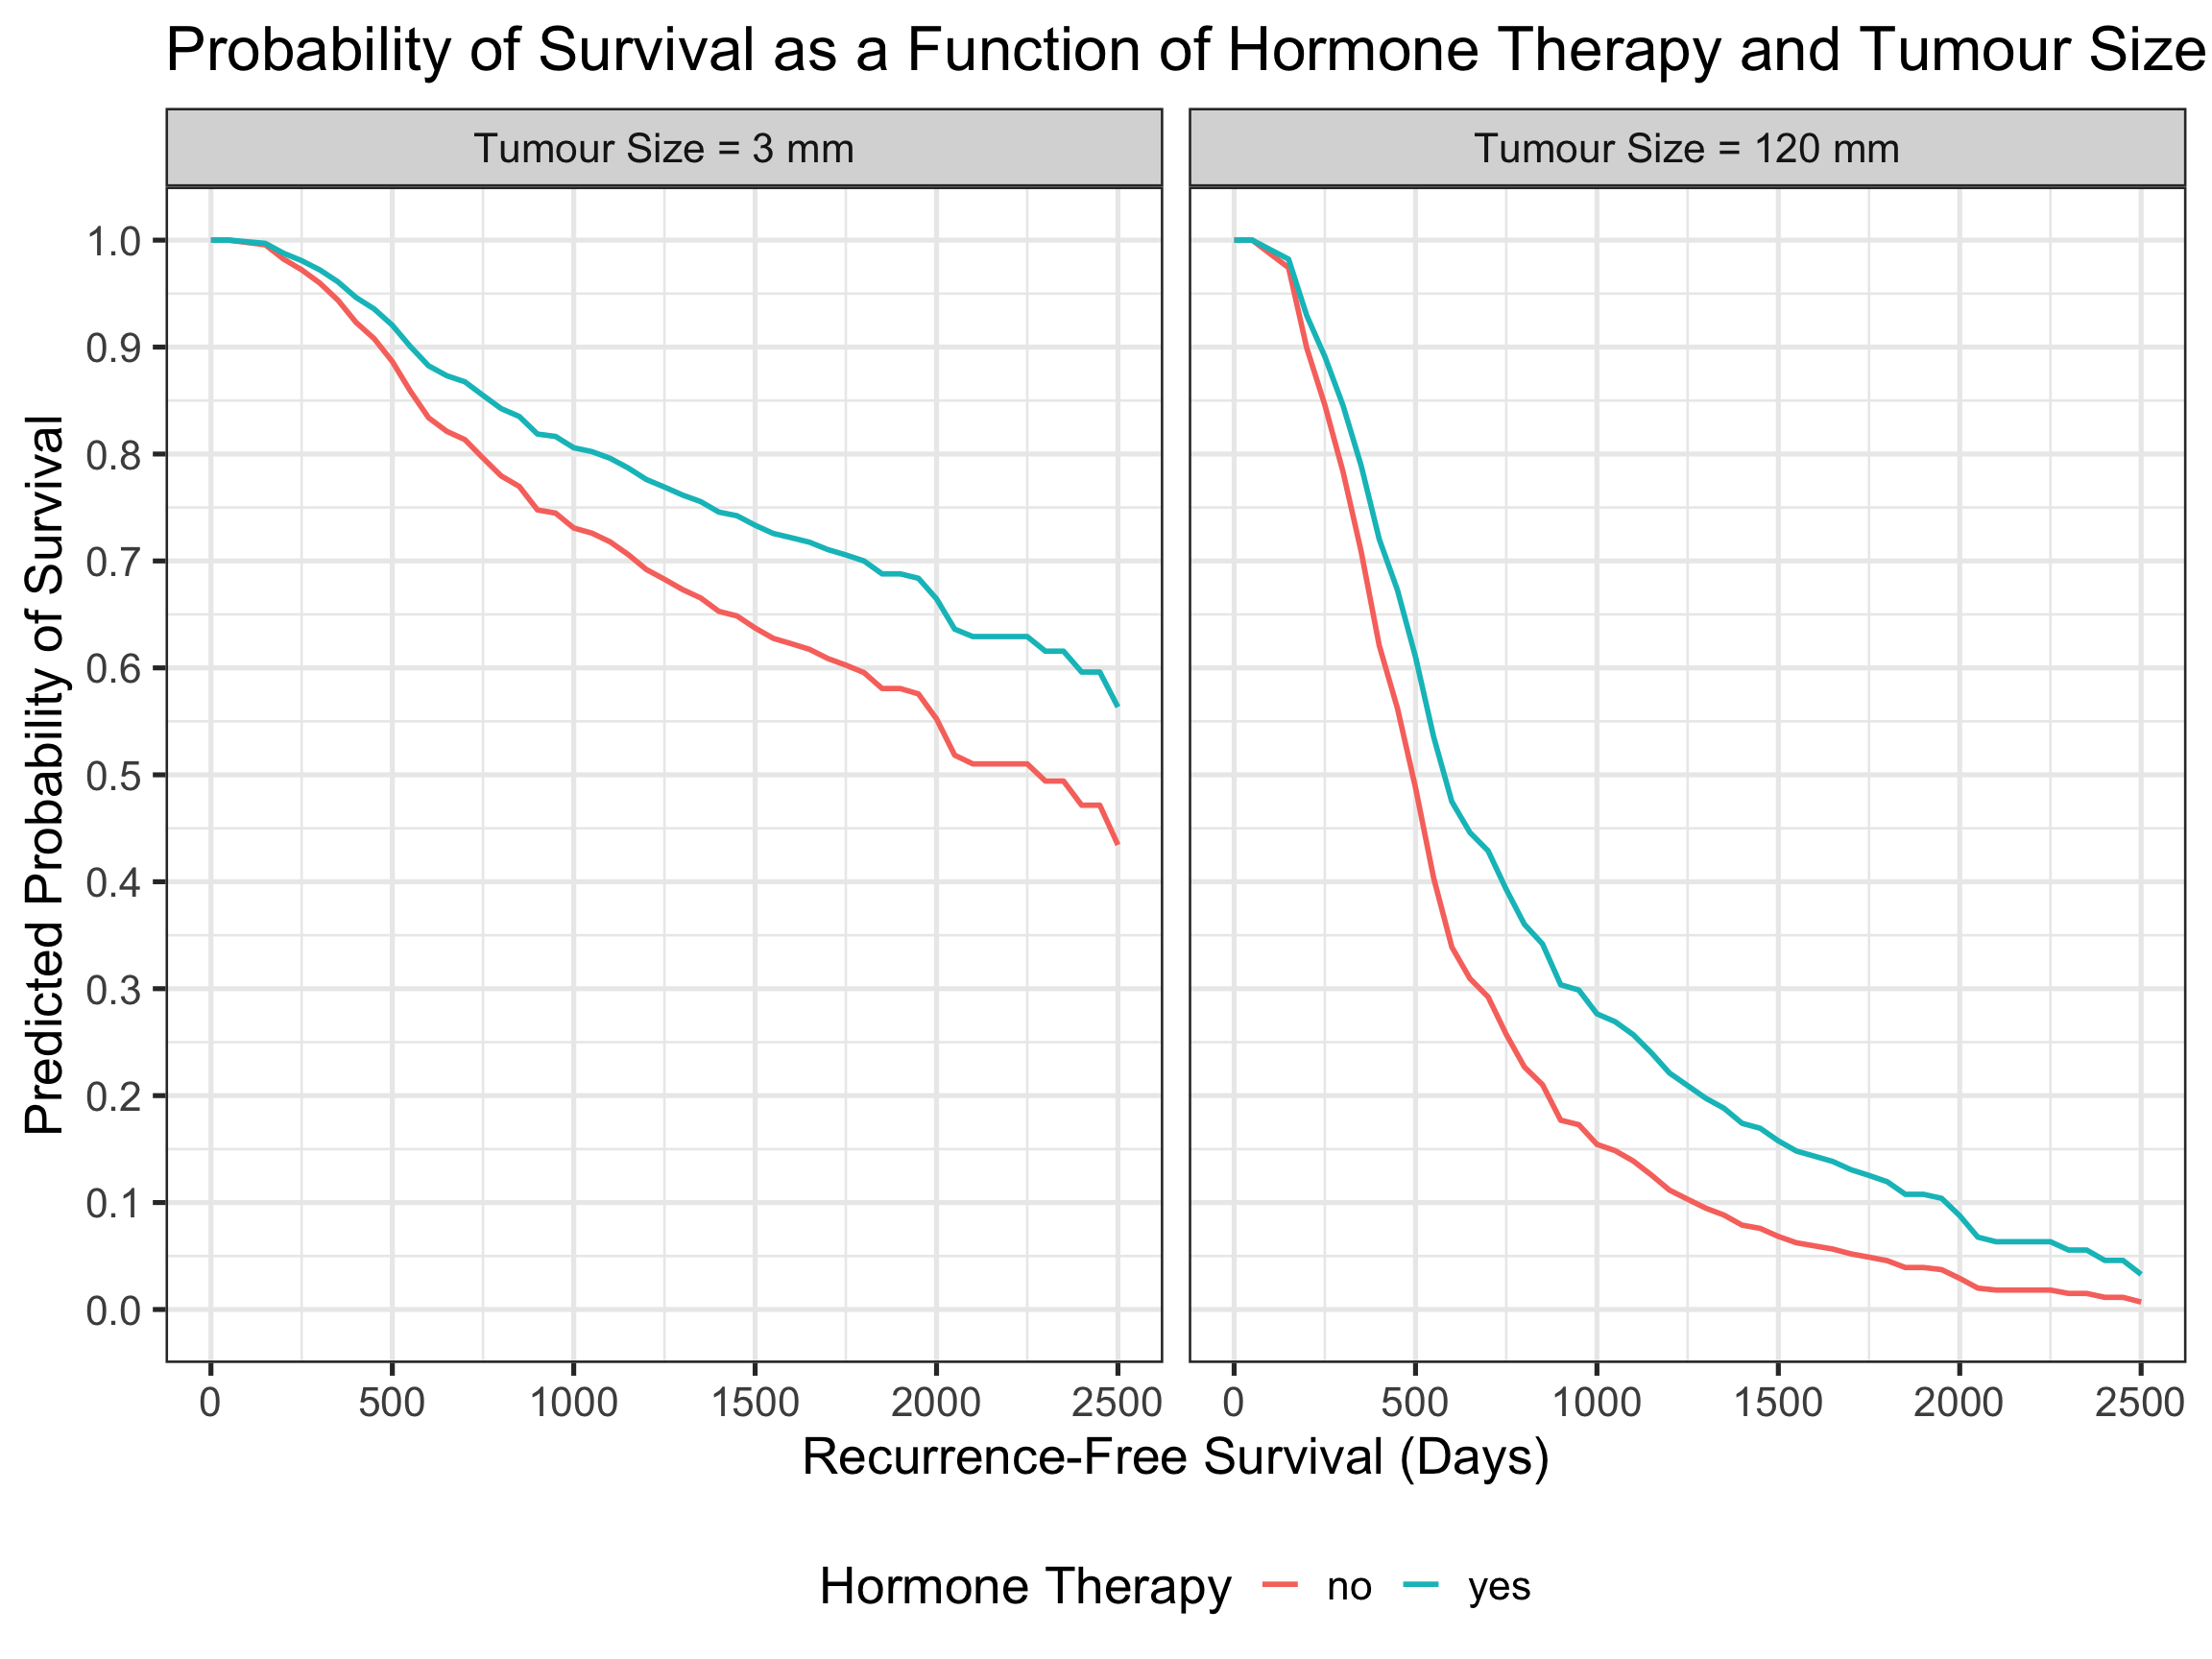 Probability of Survival as a Function of Hormone Therapy and Tumour Size
Tumour Size = 3 mm
Tumour Size = 120 mm
Predicted Probability of Survival
1.0
0.9
0.8
0.7
0.6
0.5
0.4
0.3
0.2
0.1
0.0
0 500 1000 1500 2000 2500
0 500 1000 1500 2000 2500
Recurrence-Free Survival (Days)
Hormone Therapy no yes